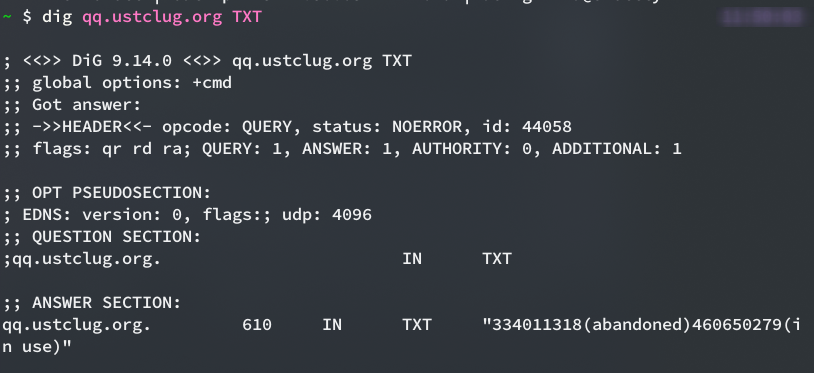 ~ $ dig qq.ustclug.org TXT
; <<>> DiG 9.14.0 <<>> qq.ustclug.org TXT
;; global options: +cmd
;; Got answer:
;; ->>HEADER<<- opcode: QUERY, status: NOERROR, id: 44058
;; flags: qr rd ra; QUERY: 1, ANSWER: 1, AUTHORITY: 0, ADDITIONAL: 1
;; OPT PSEUDOSECTION:
; EDNS: version: 0, flags:; udp: 4096
;; QUESTION SECTION:
;qq.ustclug.org. IN TXT
;; ANSWER SECTION:
qq.ustclug.org. 610 IN TXT "334011318(abandoned)460650279(i
n use)"